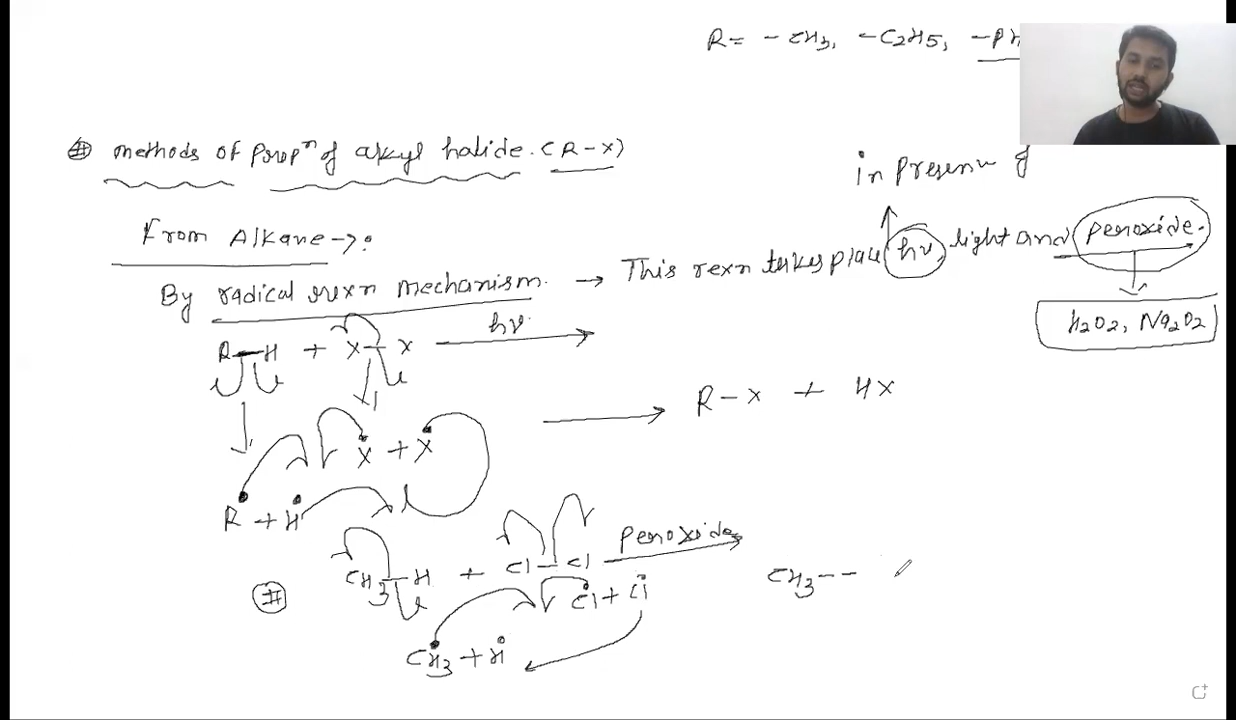 R= -CH3, -C2H5, -PH
# methods of prepn of alkyl halide. (R-X)
in presence of
From Alkane →:
By radical rexn mechanism. → This rexn takes place hν, light and peroxide.
H2O2, Na2O2
hν
R-H + X-X →
→ R-X + HX
X + X
R + H
# CH3-H + Cl-Cl Peroxide →
CH3--
Cl + Cl
CH3 + H